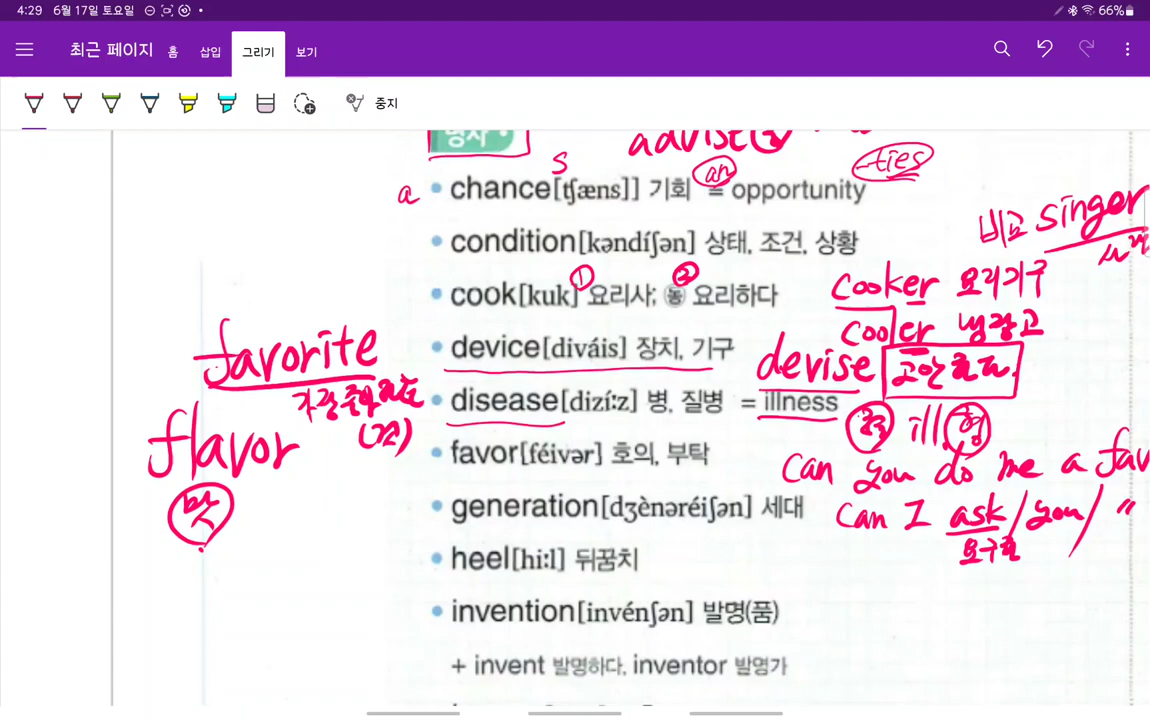 4:29 6월 17일 토요일 66%
최근 페이지 홈 삽입 그리기 보기
중지
명사 advise
s -ties
a chance[tʃæns]] 기회 = opportunity an
비교 singer
condition[kəndíʃən] 상태, 조건, 상황
cooker 요리기구
① ②
cook[kuk] 요리사; 동 요리하다
cooler 냉장고
favorite
device[diváis] 장치, 기구 devise 고안하다.
disease[dizíːz] 병, 질병 = illness
(것)
flavor ill 형
favor[féivər] 호의, 부탁
can you do me a fav
맛
generation[dʒènəréiʃən] 세대 can I ask/you/ "
heel[hiːl] 뒤꿈치
invention[invénʃən] 발명(품)
+ invent 발명하다, inventor 발명가